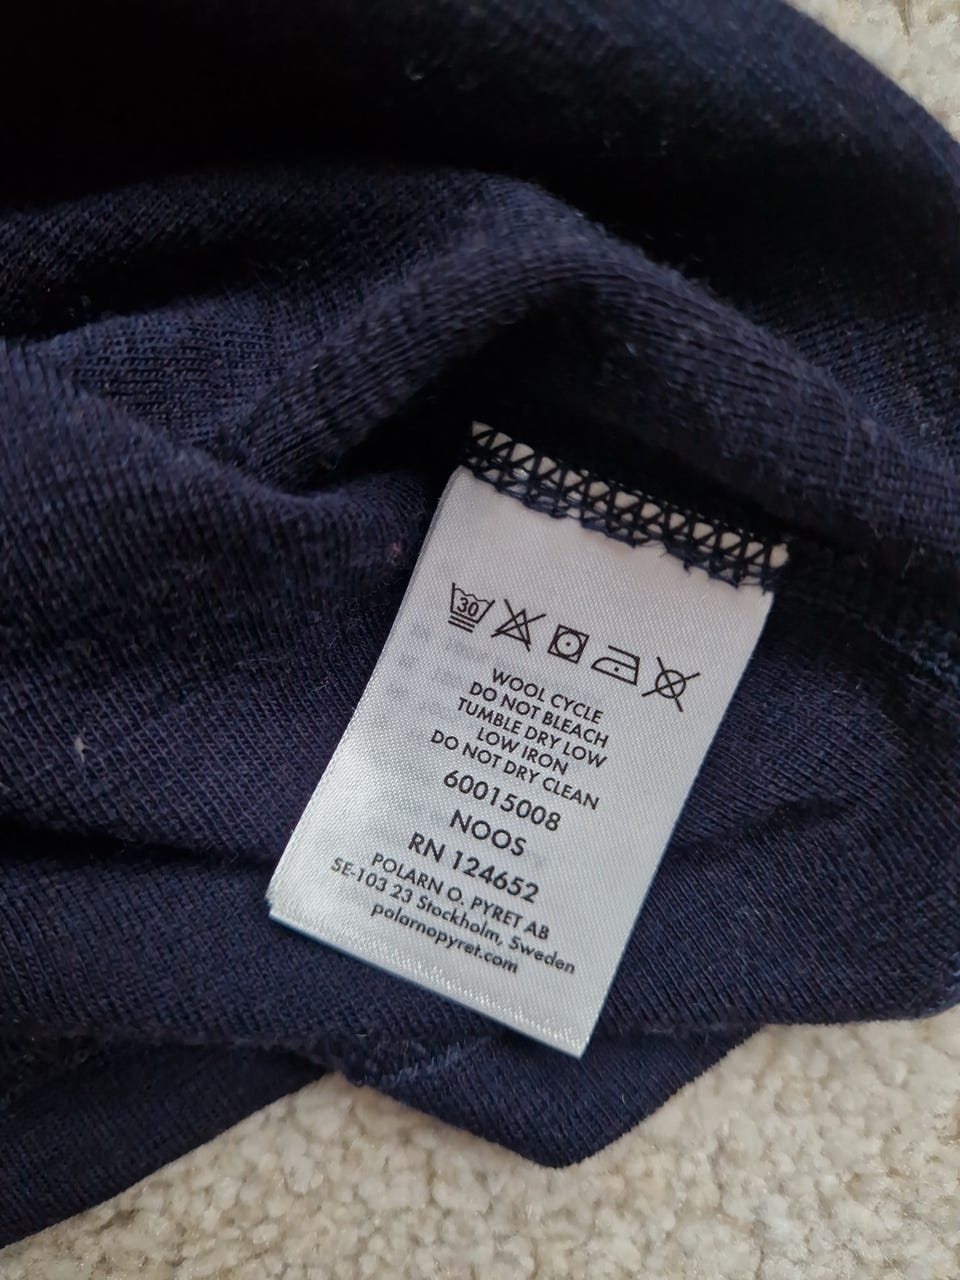 30
WOOL CYCLE
DO NOT BLEACH
TUMBLE DRY LOW
LOW IRON
DO NOT DRY CLEAN
60015008
NOOS
RN 124652
POLARN O. PYRET AB
SE-103 23 Stockholm, Sweden
polarnopyret.com